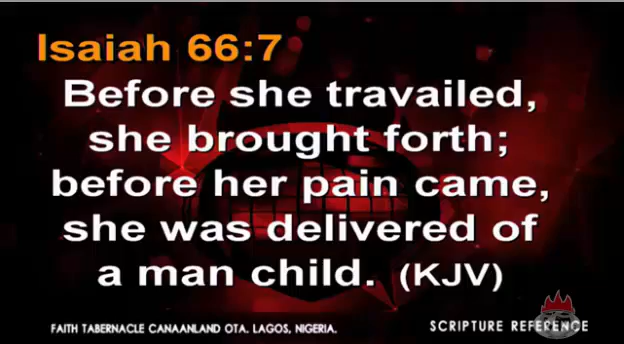 Isaiah 66:7
Before she travailed,
she brought forth;
before her pain came,
she was delivered of
a man child. (KJV)
FAITH TABERNACLE CANAANLAND OTA. LAGOS, NIGERIA.
SCRIPTURE REFERENCE